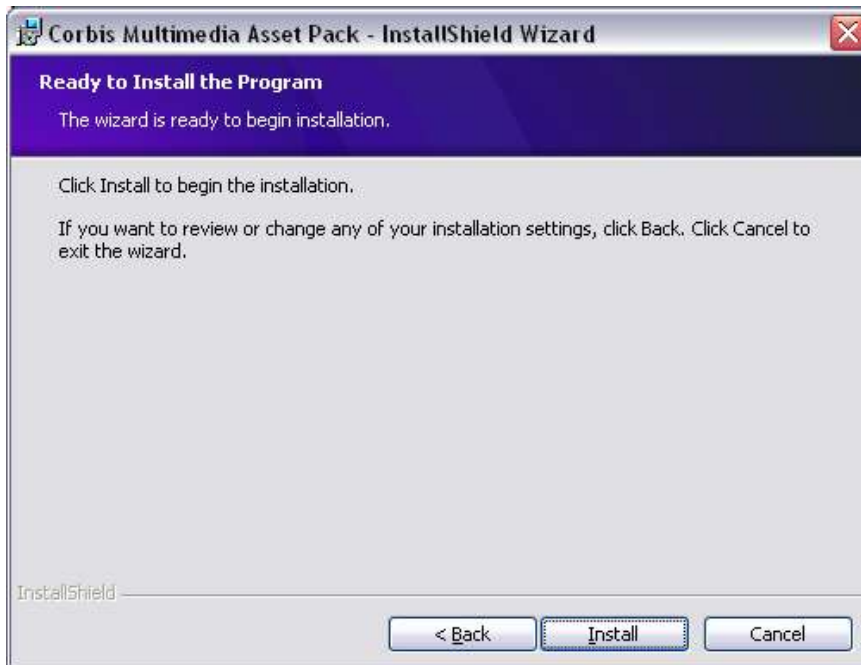 Corbis Multimedia Asset Pack - InstallShield Wizard
Ready to Install the Program
The wizard is ready to begin installation.
Click Install to begin the installation.
If you want to review or change any of your installation settings, click Back. Click Cancel to
exit the wizard.
InstallShield
< Back
Install
Cancel